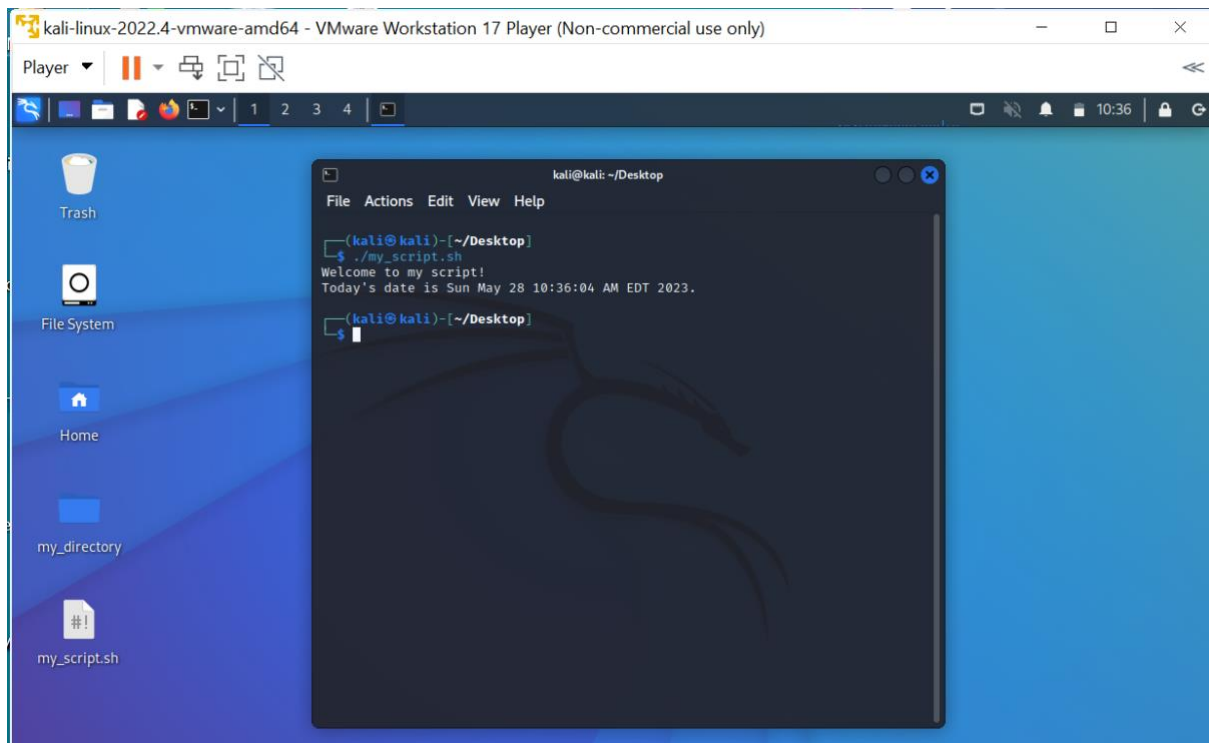 kali-linux-2022.4-vmware-amd64 - VMware Workstation 17 Player (Non-commercial use only)
Player
1 2 3 4
10:36
Trash
File System
Home
my_directory
#!
my_script.sh
kali@kali: ~/Desktop
File Actions Edit View Help
┌──(kali㉿kali)-[~/Desktop]
└─$ ./my_script.sh
Welcome to my script!
Today's date is Sun May 28 10:36:04 AM EDT 2023.
┌──(kali㉿kali)-[~/Desktop]
└─$